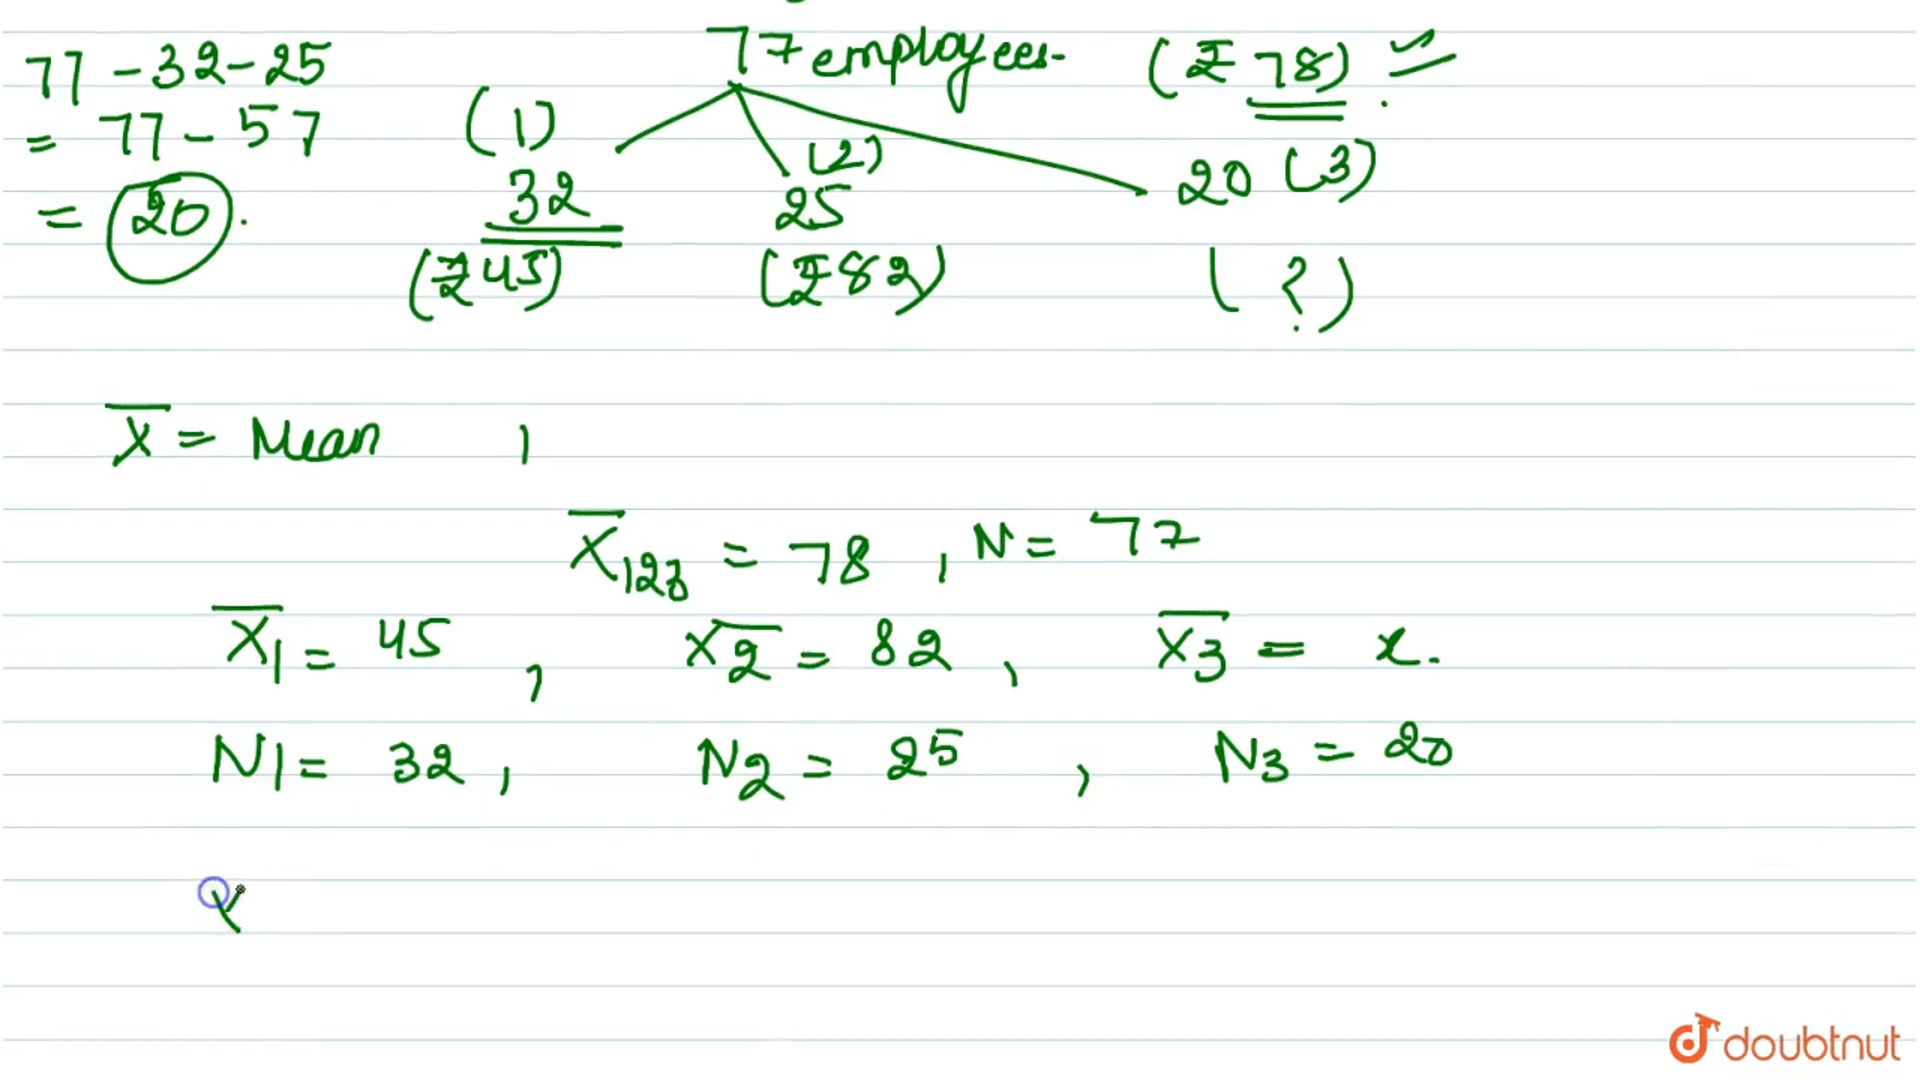 77 - 32 - 25
= 77 - 57
= 20.
77 employees- (₹ 78)
(1) (2) 20 (3)
32 25
(₹ 45) (₹ 82) ( ? )
X̅ = Mean ,
X̅123 = 78 , N = 77
X̅1 = 45 , X̅2 = 82 , X̅3 = x.
N1 = 32 , N2 = 25 , N3 = 20
X
doubtnut